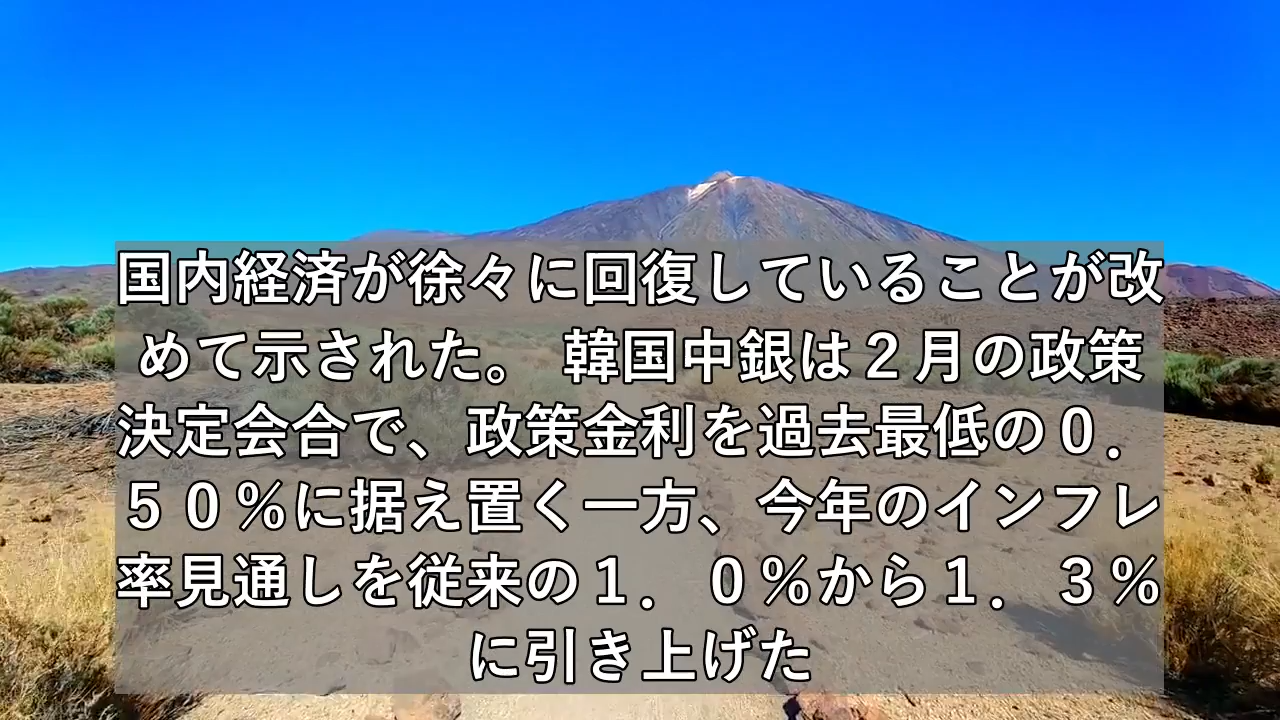 国内経済が徐々に回復していることが改
めて示された。 韓国中銀は２月の政策
決定会合で、政策金利を過去最低の０．
５０％に据え置く一方、今年のインフレ
率見通しを従来の１．０％から１．３％
に引き上げた